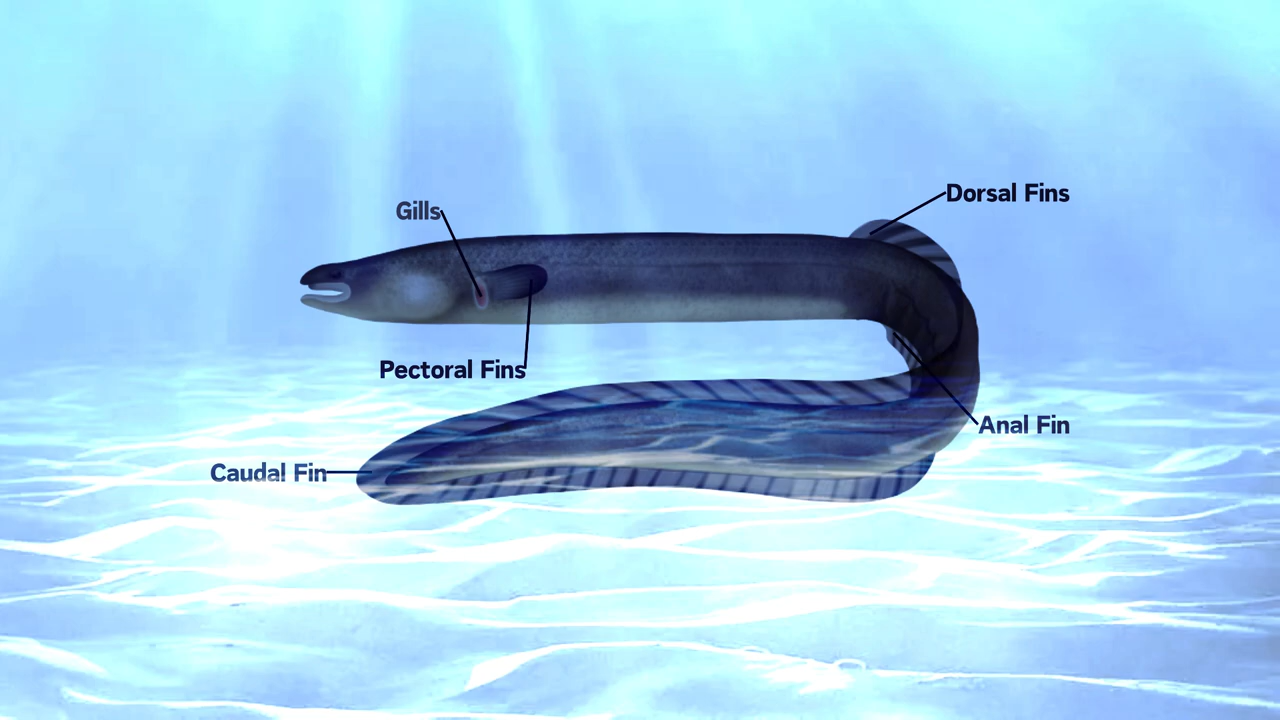 Dorsal Fins
Gills
Pectoral Fins
Anal Fin
Caudal Fin